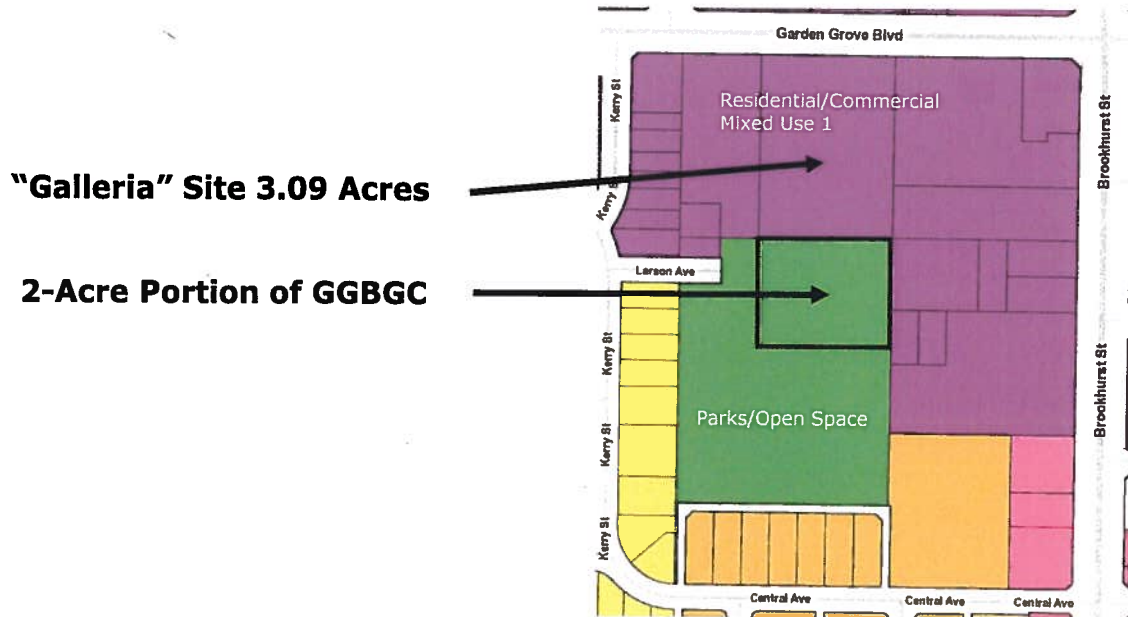 Garden Grove Blvd
Kerry St
Residential/Commercial
Mixed Use 1
Brookhurst St
"Galleria" Site 3.09 Acres
Kerry St
Larson Ave
2-Acre Portion of GGBGC
Kerry St
Brookhurst St
Parks/Open Space
Kerry St
Kerry St
Central Ave
Central Ave
Central Ave